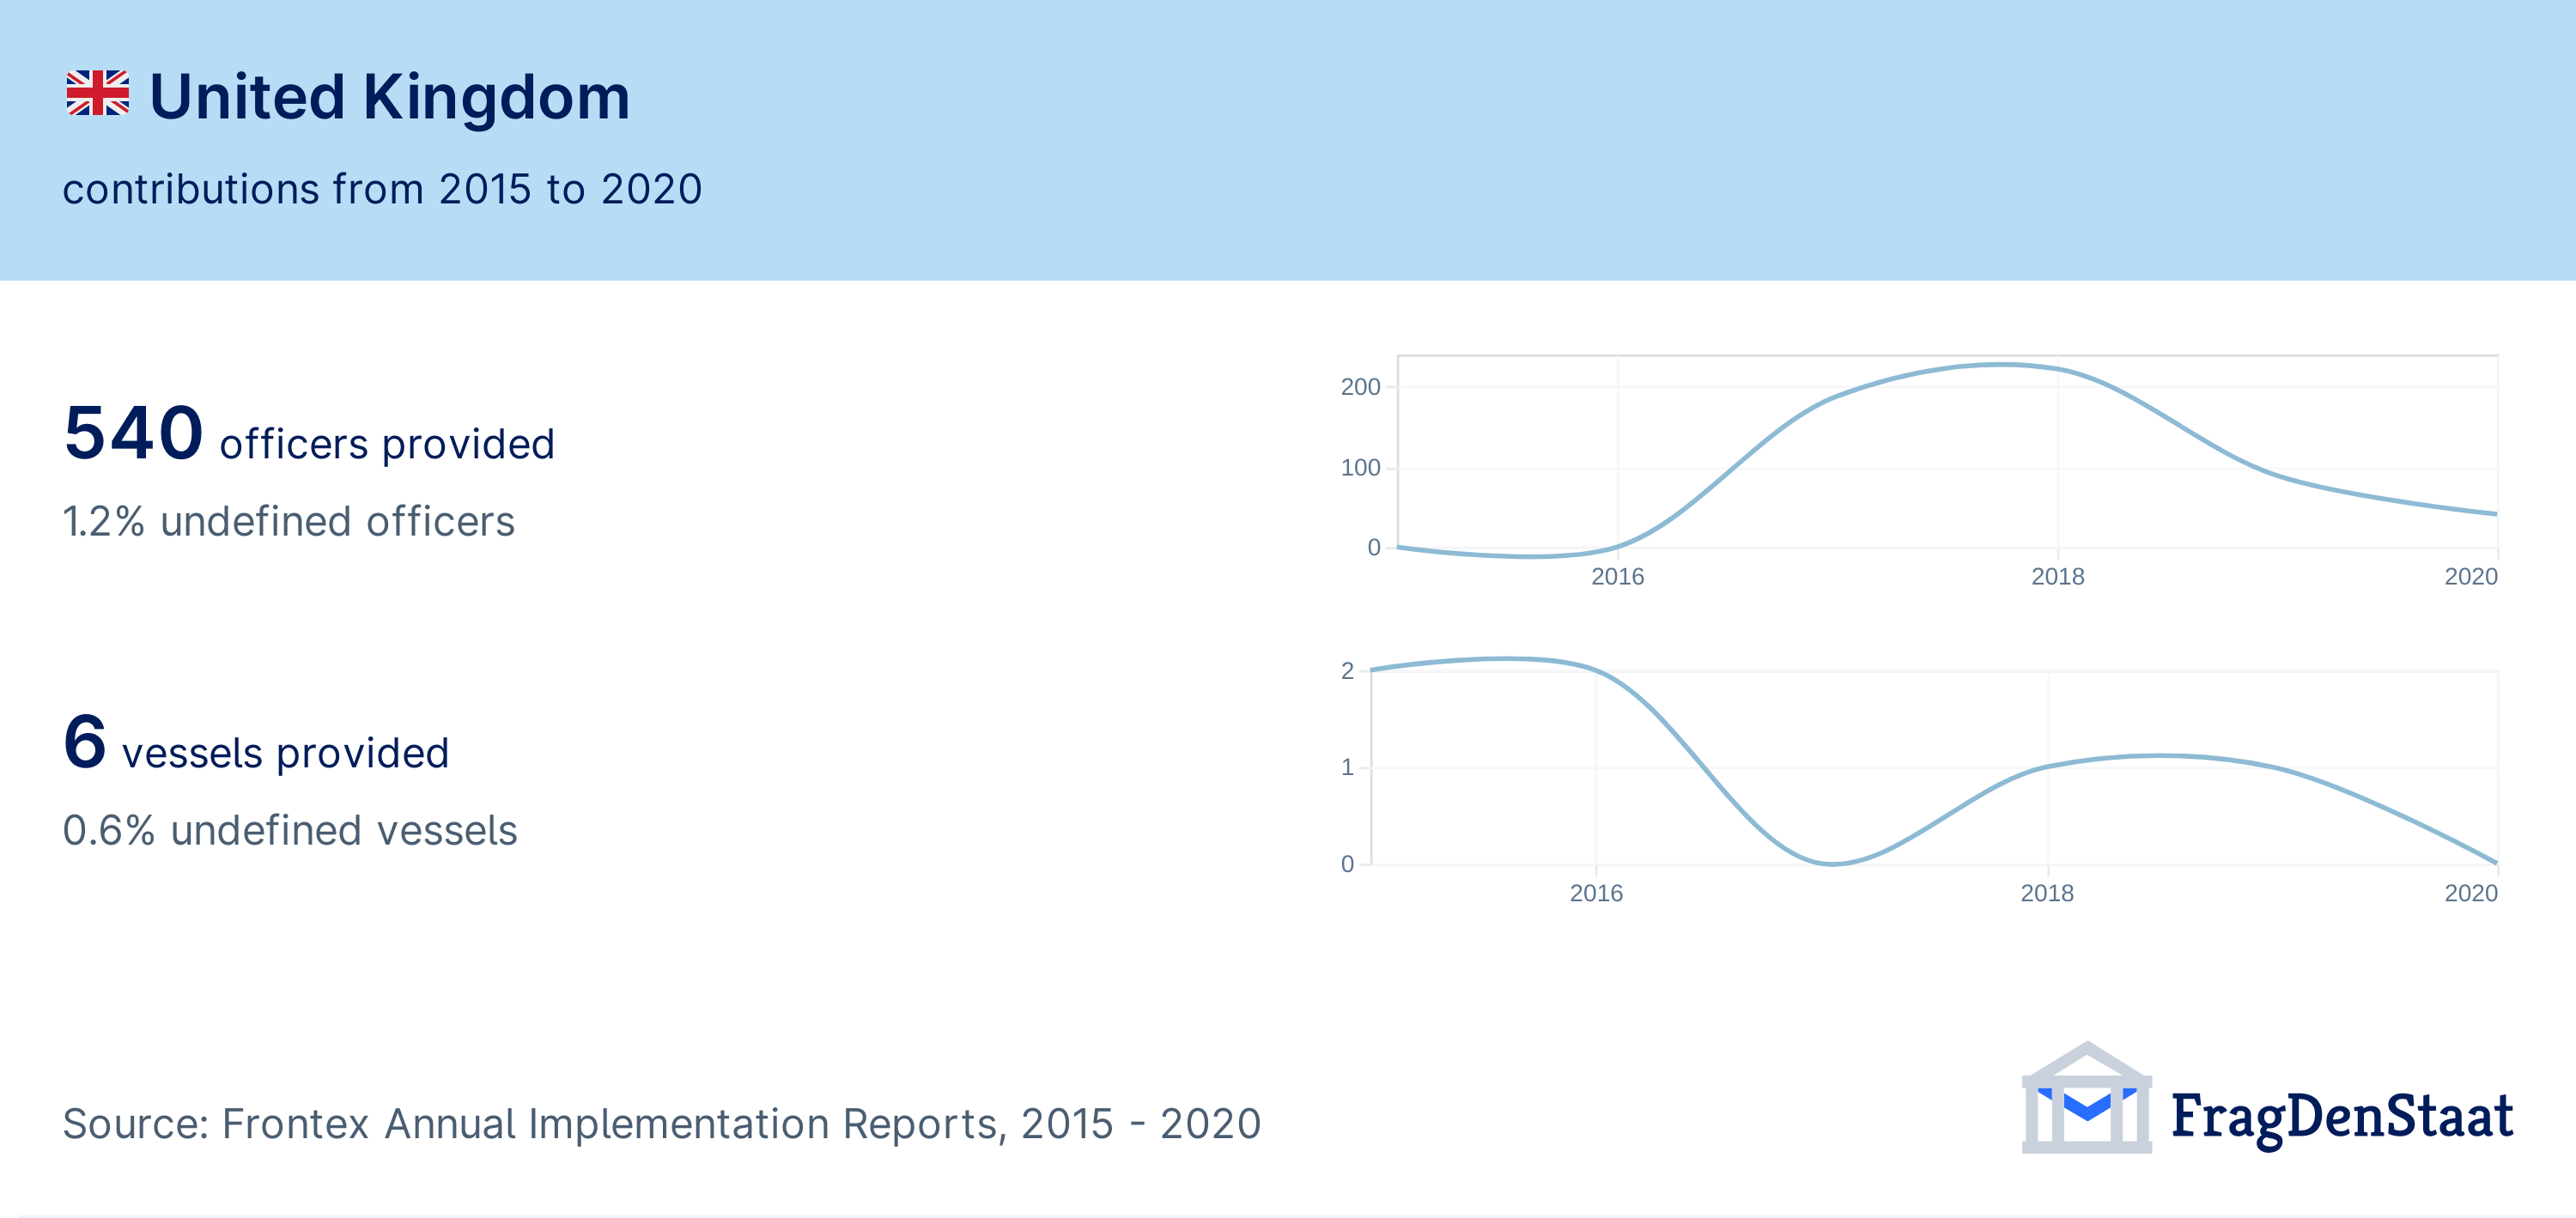 United Kingdom
contributions from 2015 to 2020
540 officers provided
1.2% undefined officers
200
100
0
2016 2018 2020
6 vessels provided
0.6% undefined vessels
2
1
0
2016 2018 2020
Source: Frontex Annual Implementation Reports, 2015 - 2020
FragDenStaat